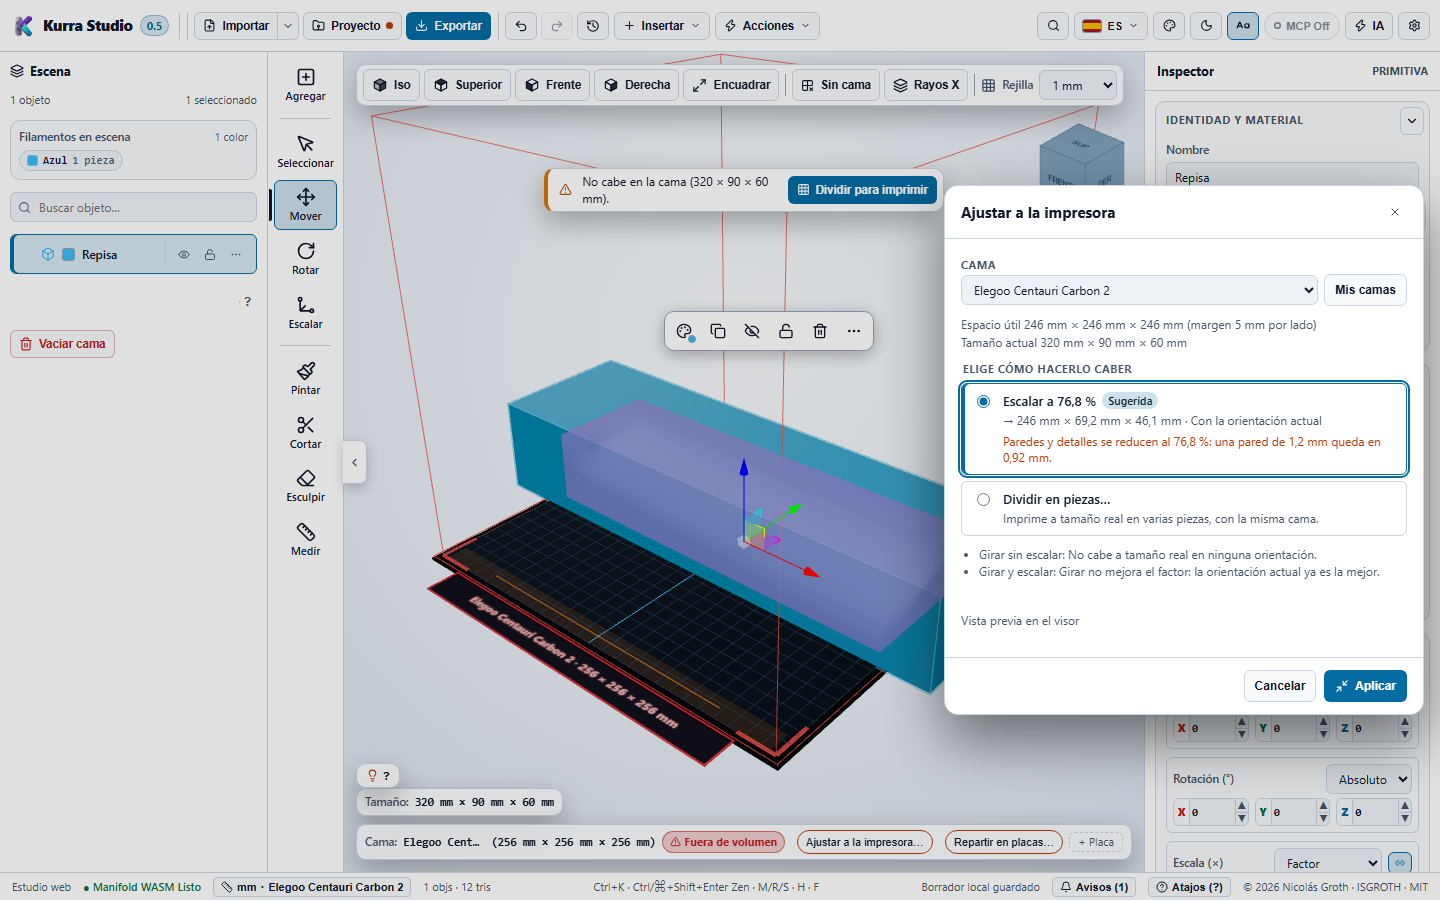 Kurra Studio 0.5
Importar
Proyecto
Exportar
Insertar
Acciones
ES
Aa
MCP Off
IA
Escena
1 objeto
1 seleccionado
Filamentos en escena
1 color
Azul 1 pieza
Buscar objeto...
Repisa
?
Vaciar cama
Agregar
Seleccionar
Mover
Rotar
Escalar
Pintar
Cortar
Esculpir
Medir
Iso
Superior
Frente
Derecha
Encuadrar
Sin cama
Rayos X
Rejilla
1 mm
No cabe en la cama (320 × 90 × 60
mm).
Dividir para imprimir
Elegoo Centauri Carbon 2 · 256 × 256 × 256 mm
?
Tamaño: 320 mm × 90 mm × 60 mm
Cama: Elegoo Cent… (256 mm × 256 mm × 256 mm)
Fuera de volumen
Ajustar a la impresora…
Repartir en placas…
+ Placa
Inspector
PRIMITIVA
IDENTIDAD Y MATERIAL
Nombre
Repisa
Ajustar a la impresora
CAMA
Elegoo Centauri Carbon 2
Mis camas
Espacio útil 246 mm × 246 mm × 246 mm (margen 5 mm por lado)
Tamaño actual 320 mm × 90 mm × 60 mm
ELIGE CÓMO HACERLO CABER
Escalar a 76,8 % Sugerida
→ 246 mm × 69,2 mm × 46,1 mm · Con la orientación actual
Paredes y detalles se reducen al 76,8 %: una pared de 1,2 mm queda en
0,92 mm.
Dividir en piezas…
Imprime a tamaño real en varias piezas, con la misma cama.
• Girar sin escalar: No cabe a tamaño real en ninguna orientación.
• Girar y escalar: Girar no mejora el factor: la orientación actual ya es la mejor.
Vista previa en el visor
Cancelar
Aplicar
X 0 Y 0 Z 0
Rotación (°)
Absoluto
X 0 Y 0 Z 0
Escala (×)
Factor
Estudio web
Manifold WASM Listo
mm · Elegoo Centauri Carbon 2
1 objs · 12 tris
Ctrl+K · Ctrl/⌘+Shift+Enter Zen · M/R/S · H · F
Borrador local guardado
Avisos (1)
Atajos (?)
© 2026 Nicolás Groth · ISGROTH · MIT